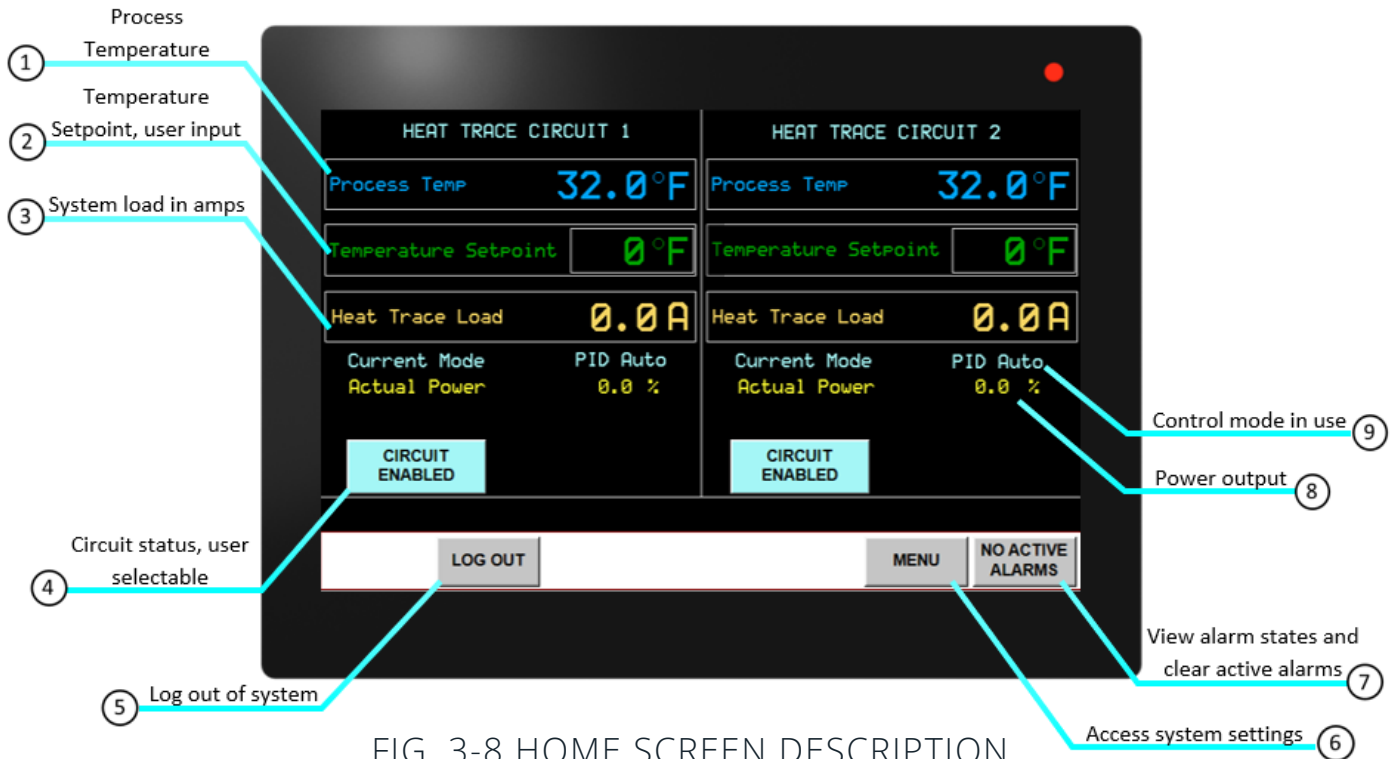 Process
Temperature
1
Temperature
Setpoint, user input
2
System load in amps
3
HEAT TRACE CIRCUIT 1
Process Temp 32.0°F
Temperature Setpoint 0°F
Heat Trace Load 0.0A
Current Mode PID Auto
Actual Power 0.0 %
CIRCUIT
ENABLED
HEAT TRACE CIRCUIT 2
Process Temp 32.0°F
Temperature Setpoint 0°F
Heat Trace Load 0.0A
Current Mode PID Auto
Actual Power 0.0 %
CIRCUIT
ENABLED
Control mode in use 9
Power output 8
Circuit status, user
selectable
4
LOG OUT
MENU
NO ACTIVE
ALARMS
View alarm states and
clear active alarms
7
5 Log out of system
Access system settings 6
FIG. 3-8 HOME SCREEN DESCRIPTION